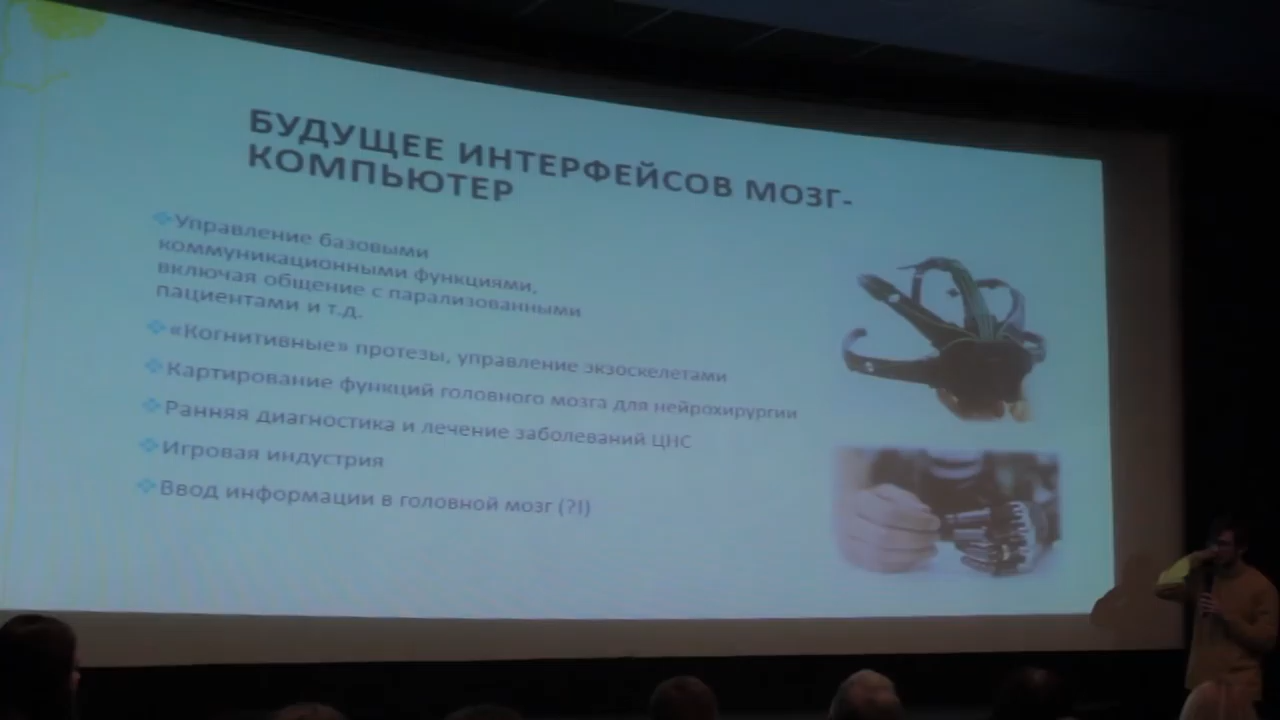 БУДУЩЕЕ ИНТЕРФЕЙСОВ МОЗГ-
КОМПЬЮТЕР
Управление базовыми
коммуникационными функциями,
включая общение с парализованными
пациентами и т.д.
«Когнитивные» протезы, управление экзоскелетами
Картирование функций головного мозга для нейрохирургии
Ранняя диагностика и лечение заболеваний ЦНС
Игровая индустрия
Ввод информации в головной мозг (?!)